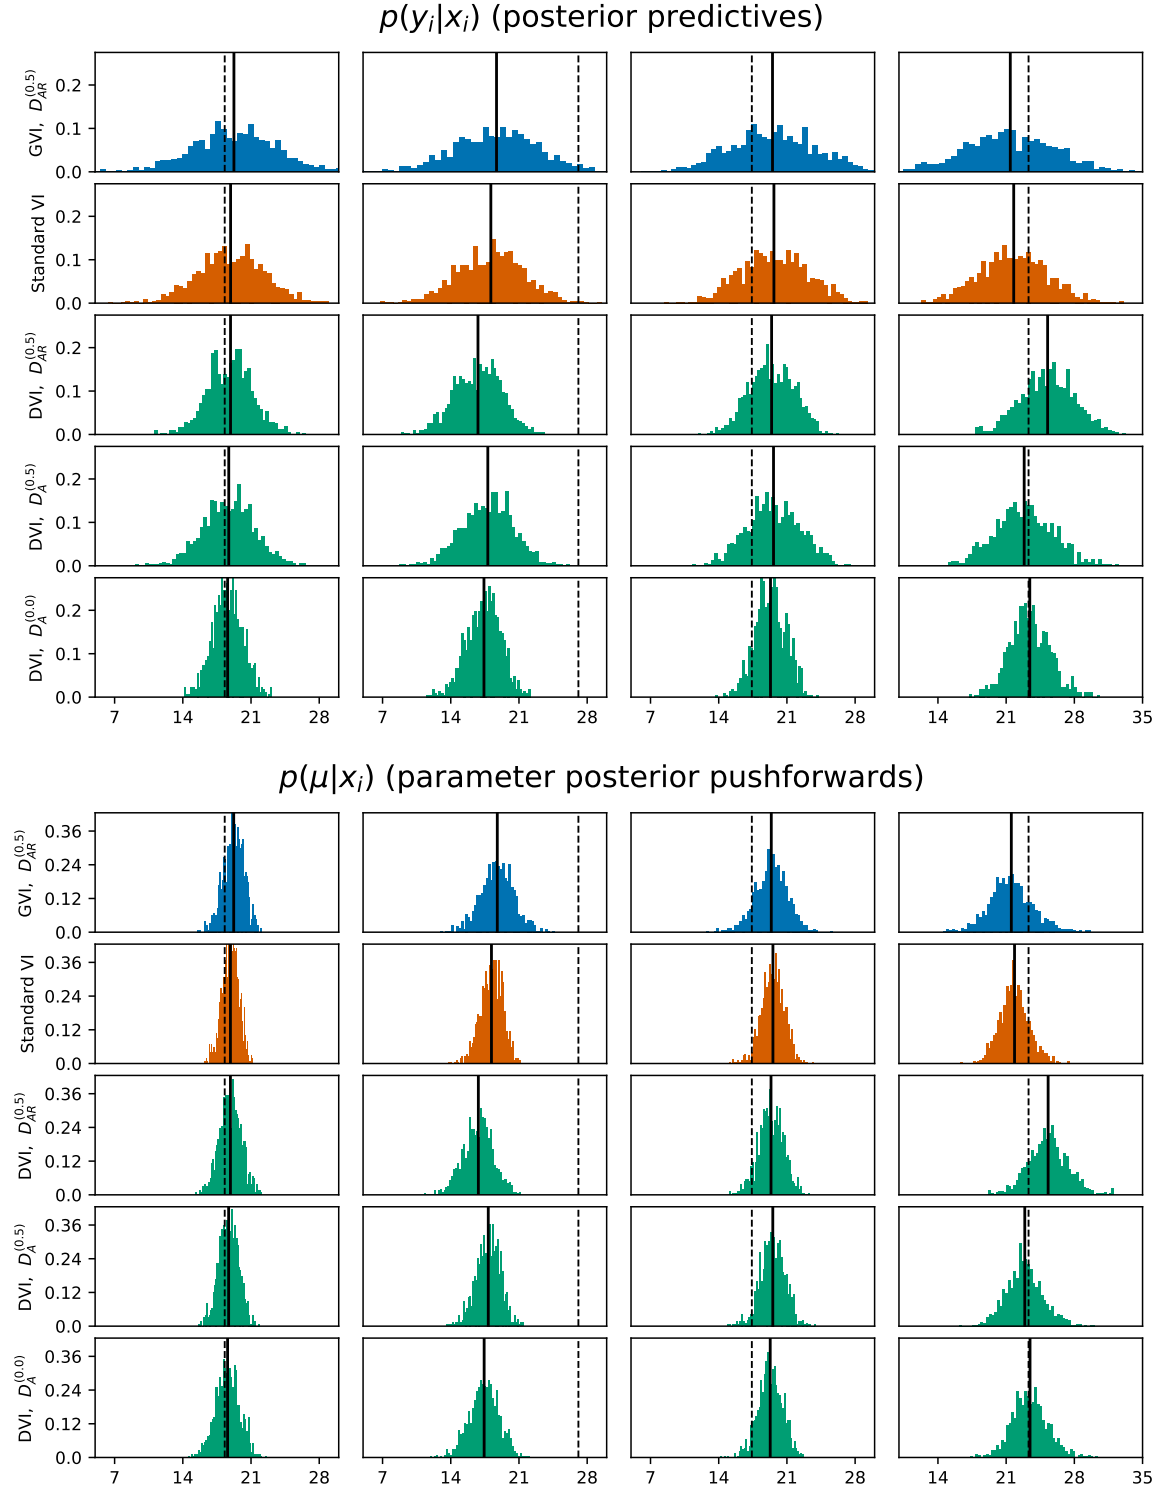 p(yᵢ|xᵢ) (posterior predictives)
GVI, D_AR^(0.5)
0.2
0.1
0.0
Standard VI
0.2
0.1
0.0
DVI, D_AR^(0.5)
0.2
0.1
0.0
DVI, D_A^(0.5)
0.2
0.1
0.0
DVI, D_A^(0.0)
0.2
0.1
0.0
7 14 21 28 7 14 21 28 7 14 21 28 14 21 28 35
p(μ|xᵢ) (parameter posterior pushforwards)
GVI, D_AR^(0.5)
0.36
0.24
0.12
0.0
Standard VI
0.36
0.24
0.12
0.0
DVI, D_AR^(0.5)
0.36
0.24
0.12
0.0
DVI, D_A^(0.5)
0.36
0.24
0.12
0.0
DVI, D_A^(0.0)
0.36
0.24
0.12
0.0
7 14 21 28 7 14 21 28 7 14 21 28 14 21 28 35